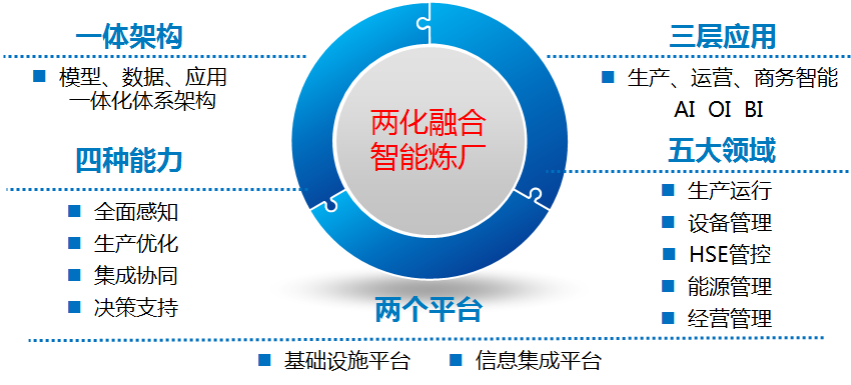 一体架构
模型、数据、应用
一体化体系架构
四种能力
全面感知
生产优化
集成协同
决策支持
两化融合
智能炼厂
三层应用
生产、运营、商务智能
AI OI BI
五大领域
生产运行
设备管理
HSE管控
能源管理
经营管理
两个平台
基础设施平台
信息集成平台